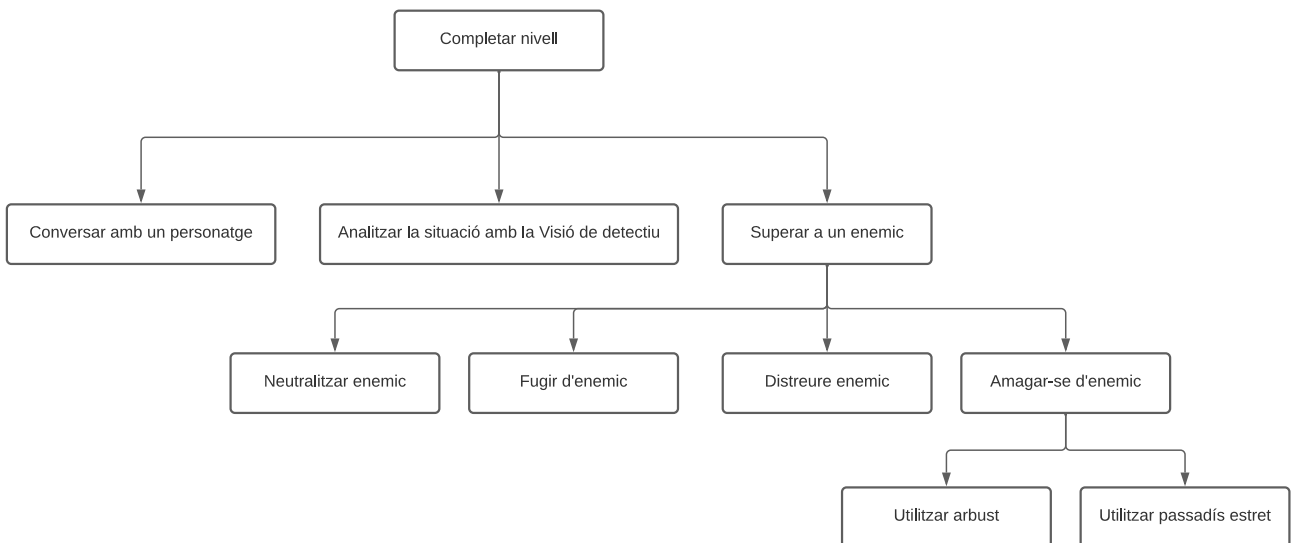 Completar nivell
Conversar amb un personatge
Analitzar la situació amb la Visió de detectiu
Superar a un enemic
Neutralitzar enemic
Fugir d'enemic
Distreure enemic
Amagar-se d'enemic
Utilitzar arbust
Utilitzar passadís estret